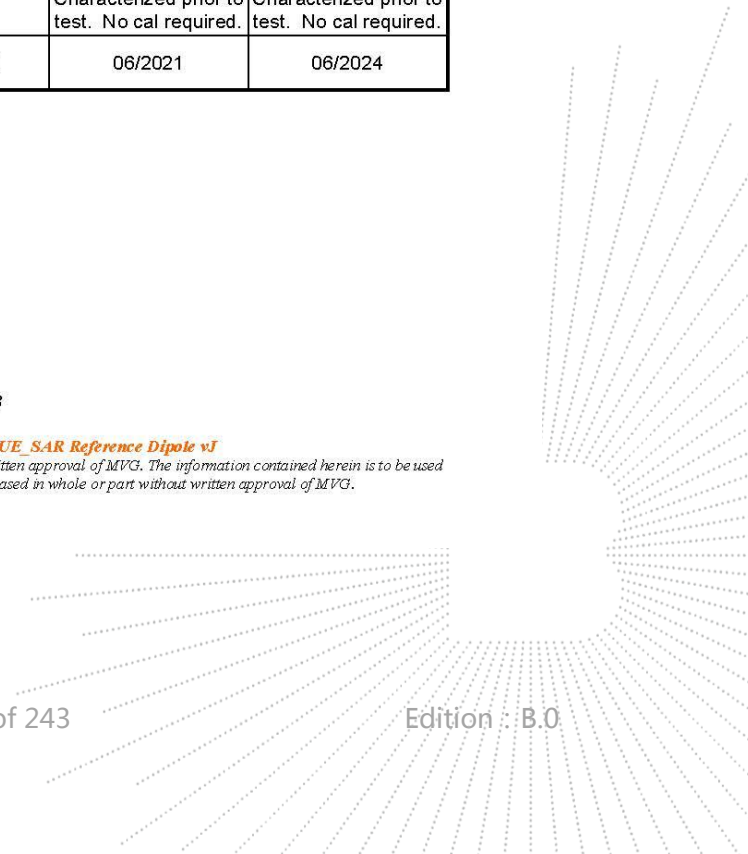 Characterized prior to Characterized prior to
test. No cal required. test. No cal required.
06/2021 06/2024
UE_SAR Reference Dipole vJ
tten approval of MVG. The information contained herein is to be used
ased in whole or part without written approval of MVG.
of 243 Edition : B.0